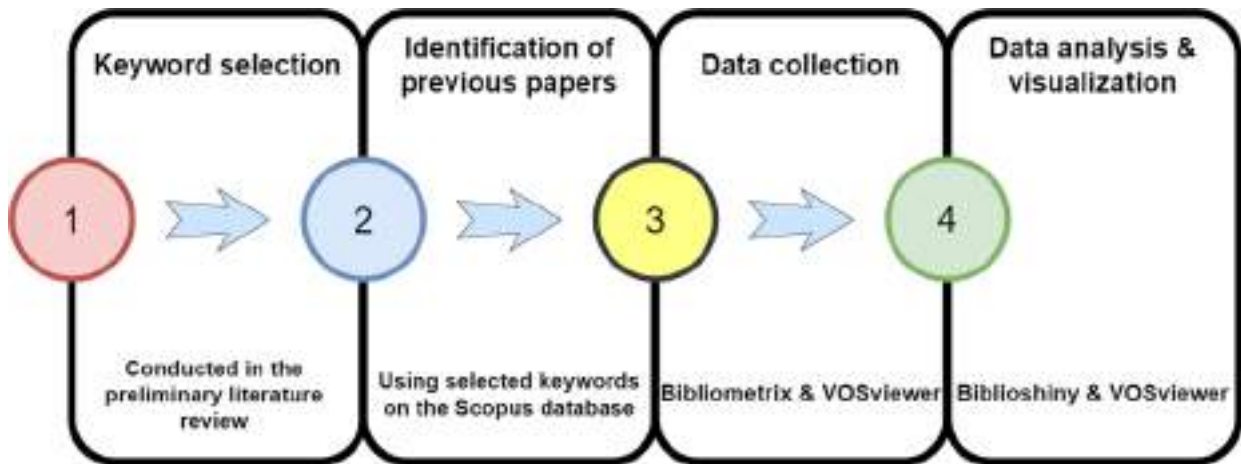 Keyword selection
1
Conducted in the
preliminary literature
review
Identification of
previous papers
2
Using selected keywords
on the Scopus database
Data collection
3
Bibliometrix & VOSviewer
Data analysis &
visualization
4
Biblioshiny & VOSviewer